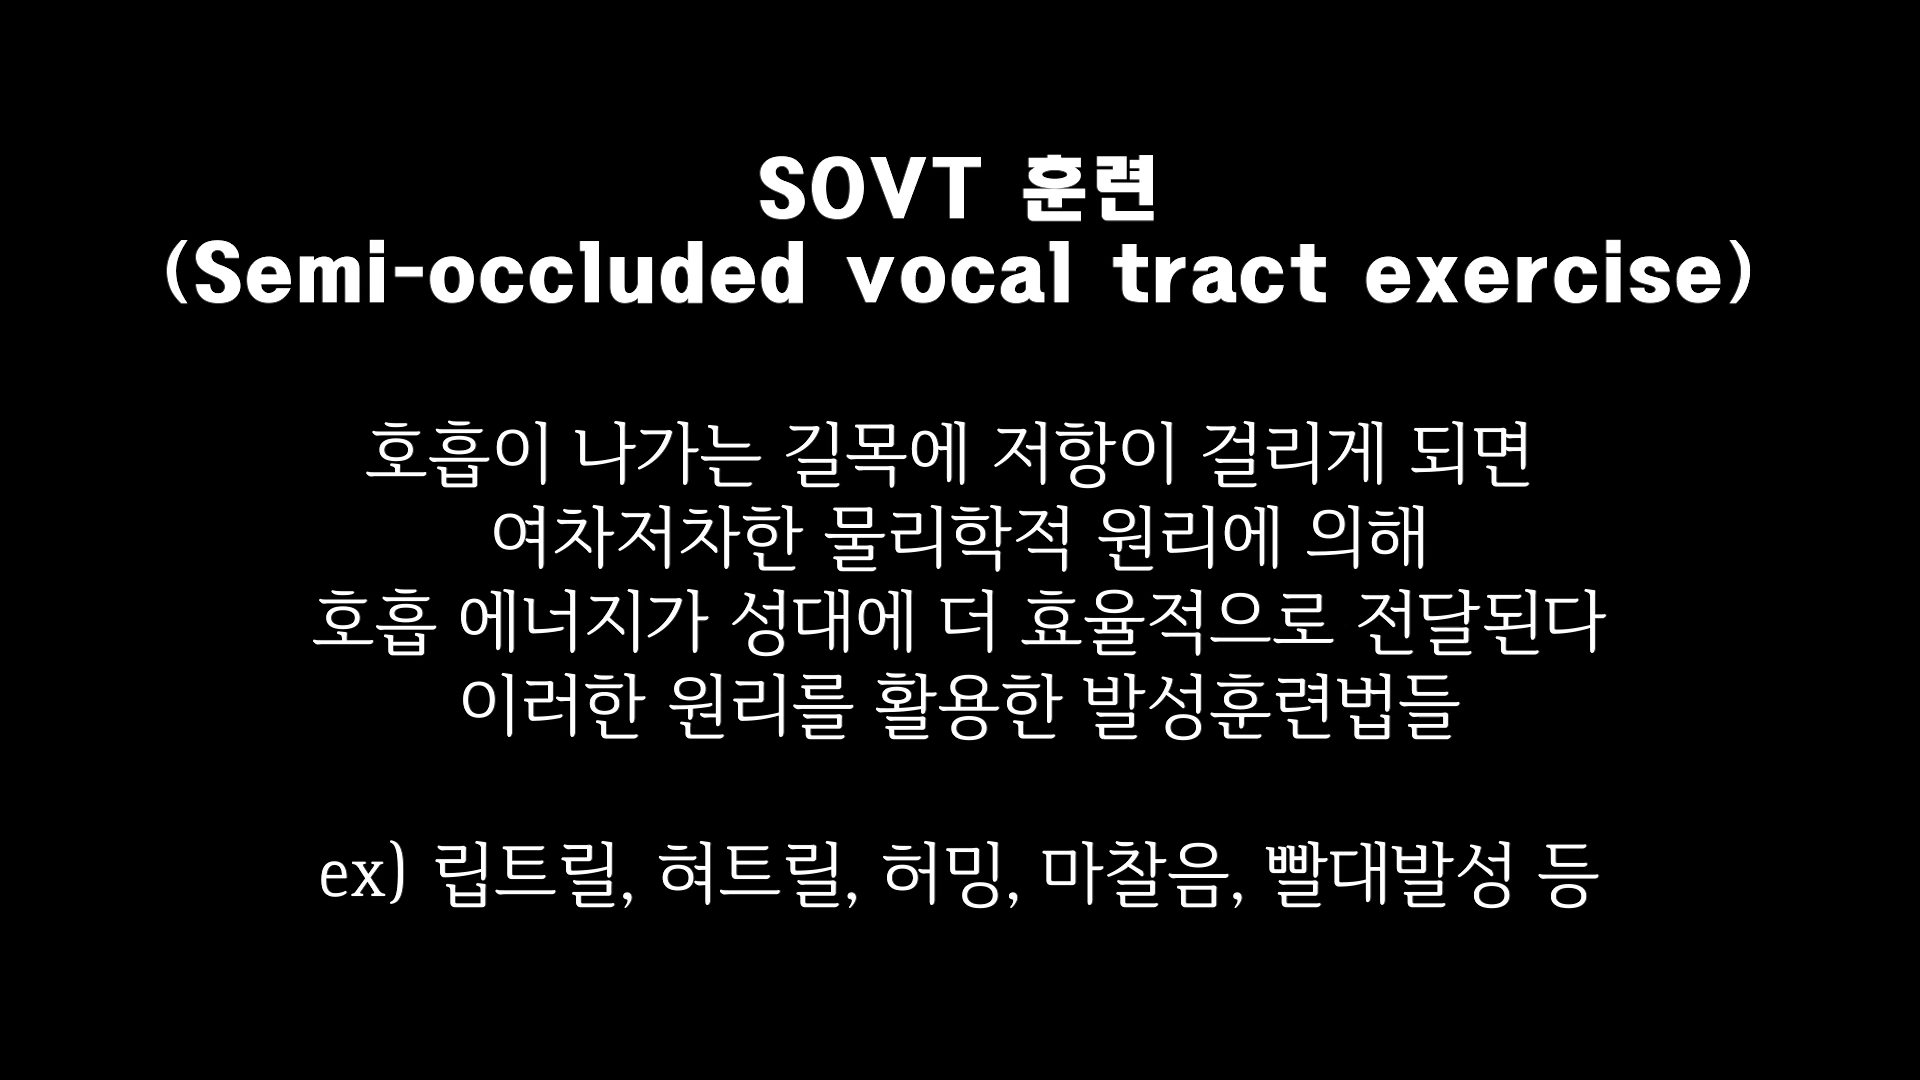 SOVT 훈련
(Semi-occluded vocal tract exercise)
호흡이 나가는 길목에 저항이 걸리게 되면
여차저차한 물리학적 원리에 의해
호흡 에너지가 성대에 더 효율적으로 전달된다
이러한 원리를 활용한 발성훈련법들
ex) 립트릴, 혀트릴, 허밍, 마찰음, 빨대발성 등